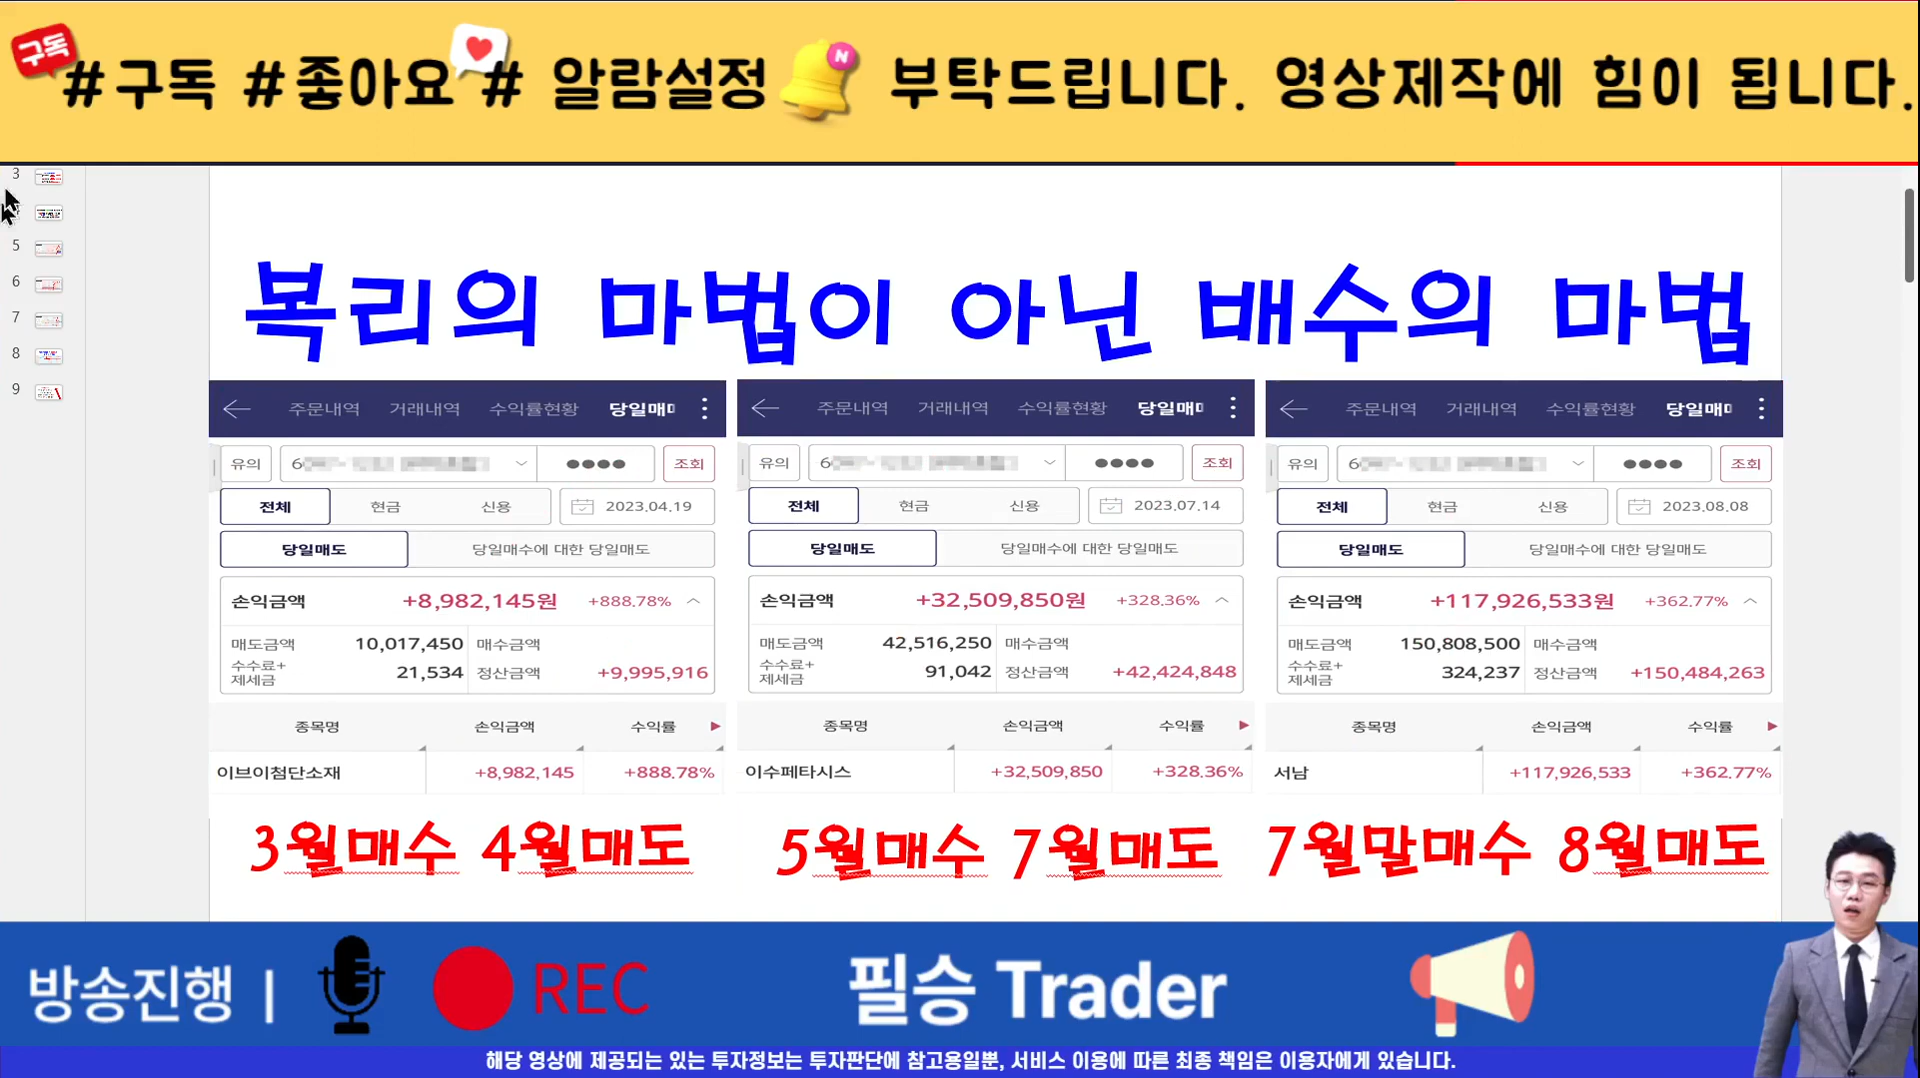 구독
#구독 #좋아요 # 알람설정 N 부탁드립니다. 영상제작에 힘이 됩니다.
3
5
6
7
8
9
복리의 마법이 아닌 배수의 마법
주문내역 거래내역 수익률현황 당일매매
유의 조회
전체 현금 신용 2023.04.19
당일매도 당일매수에 대한 당일매도
손익금액 +8,982,145원 +888.78%
매도금액 10,017,450 매수금액
수수료+
제세금 21,534 정산금액 +9,995,916
종목명 손익금액 수익률
이브이첨단소재 +8,982,145 +888.78%
3월매수 4월매도
주문내역 거래내역 수익률현황 당일매매
유의 조회
전체 현금 신용 2023.07.14
당일매도 당일매수에 대한 당일매도
손익금액 +32,509,850원 +328.36%
매도금액 42,516,250 매수금액
수수료+
제세금 91,042 정산금액 +42,424,848
종목명 손익금액 수익률
이수페타시스 +32,509,850 +328.36%
5월매수 7월매도
주문내역 거래내역 수익률현황 당일매매
유의 조회
전체 현금 신용 2023.08.08
당일매도 당일매수에 대한 당일매도
손익금액 +117,926,533원 +362.77%
매도금액 150,808,500 매수금액
수수료+
제세금 324,237 정산금액 +150,484,263
종목명 손익금액 수익률
서남 +117,926,533 +362.77%
7월말매수 8월매도
방송진행 | REC 필승 Trader
해당 영상에 제공되는 있는 투자정보는 투자판단에 참고용일뿐, 서비스 이용에 따른 최종 책임은 이용자에게 있습니다.